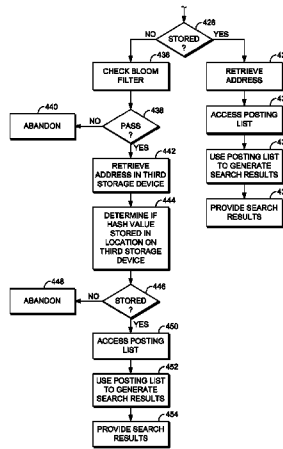 428
STORED
?
NO
YES
436
CHECK BLOOM
FILTER
RETRIEVE
ADDRESS
438
PASS
?
NO
440
ABANDON
ACCESS POSTING
LIST
YES
442
RETRIEVE
ADDRESS IN THIRD
STORAGE DEVICE
USE POSTING LIST
TO GENERATE
SEARCH RESULTS
444
DETERMINE IF
HASH VALUE
STORED IN
LOCATION ON
THIRD STORAGE
DEVICE
PROVIDE SEARCH
RESULTS
446
STORED
?
NO
448
ABANDON
YES
450
ACCESS POSTING
LIST
452
USE POSTING LIST
TO GENERATE
SEARCH RESULTS
454
PROVIDE SEARCH
RESULTS